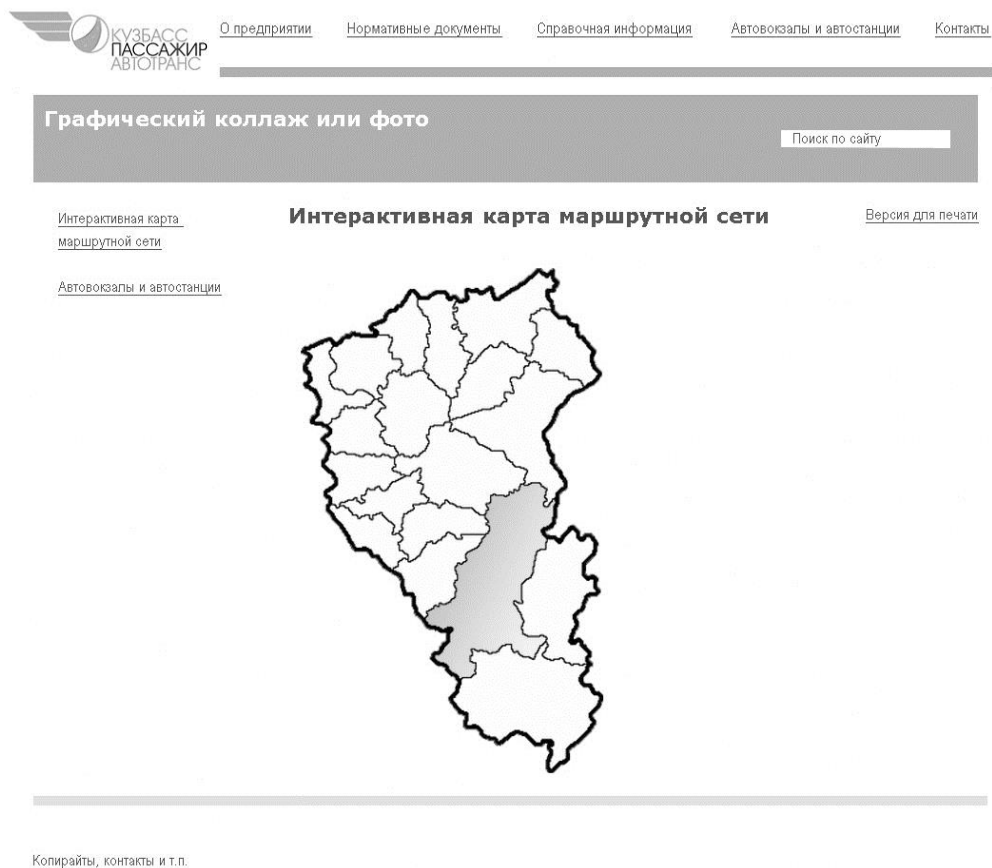 КУЗБАСС
ПАССАЖИР
АВТОТРАНС
О предприятии
Нормативные документы
Справочная информация
Автовокзалы и автостанции
Контакты
Графический коллаж или фото
Поиск по сайту
Интерактивная карта
маршрутной сети
Автовокзалы и автостанции
Интерактивная карта маршрутной сети
Версия для печати
Копирайты, контакты и т.п.